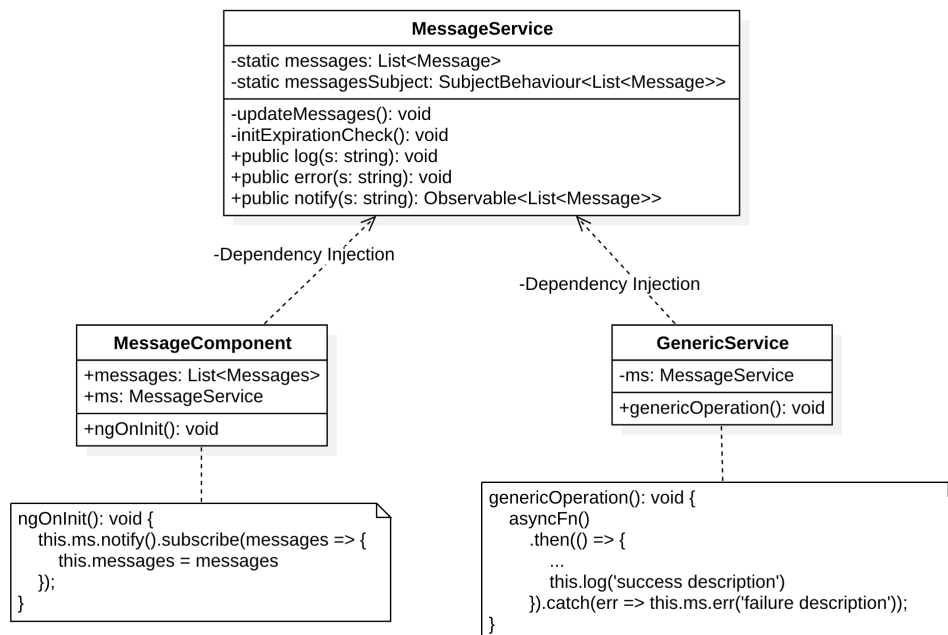 MessageService
-static messages: List<Message>
-static messagesSubject: SubjectBehaviour<List<Message>>
-updateMessages(): void
-initExpirationCheck(): void
+public log(s: string): void
+public error(s: string): void
+public notify(s: string): Observable<List<Message>>
-Dependency Injection
-Dependency Injection
MessageComponent
+messages: List<Messages>
+ms: MessageService
+ngOnInit(): void
GenericService
-ms: MessageService
+genericOperation(): void
ngOnInit(): void {
this.ms.notify().subscribe(messages => {
this.messages = messages
});
}
genericOperation(): void {
asyncFn()
.then(() => {
...
this.log('success description')
}).catch(err => this.ms.err('failure description'));
}